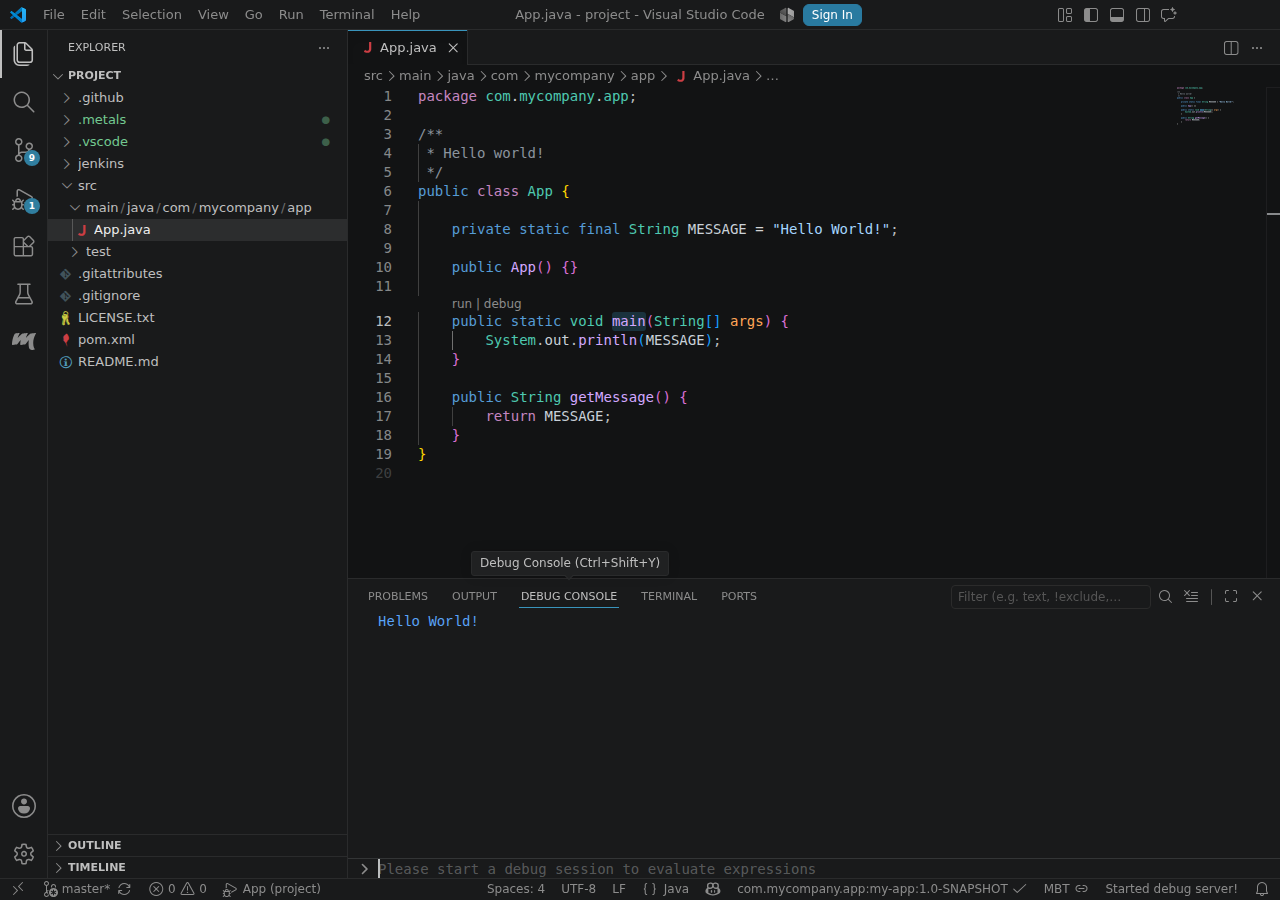 File Edit Selection View Go Run Terminal Help
App.java - project - Visual Studio Code
Sign In
EXPLORER
PROJECT
.github
.metals
.vscode
jenkins
src
main/java/com/mycompany/app
App.java
test
.gitattributes
.gitignore
LICENSE.txt
pom.xml
README.md
OUTLINE
TIMELINE
9
1
App.java
src > main > java > com > mycompany > app > App.java > ...
1 package com.mycompany.app;
2
3 /**
4 * Hello world!
5 */
6 public class App {
7
8 private static final String MESSAGE = "Hello World!";
9
10 public App() {}
11
run | debug
12 public static void main(String[] args) {
13 System.out.println(MESSAGE);
14 }
15
16 public String getMessage() {
17 return MESSAGE;
18 }
19 }
20
Debug Console (Ctrl+Shift+Y)
PROBLEMS OUTPUT DEBUG CONSOLE TERMINAL PORTS
Filter (e.g. text, !exclude,...
Hello World!
Please start a debug session to evaluate expressions
master* 0 0 App (project) Spaces: 4 UTF-8 LF { } Java com.mycompany.app:my-app:1.0-SNAPSHOT MBT Started debug server!